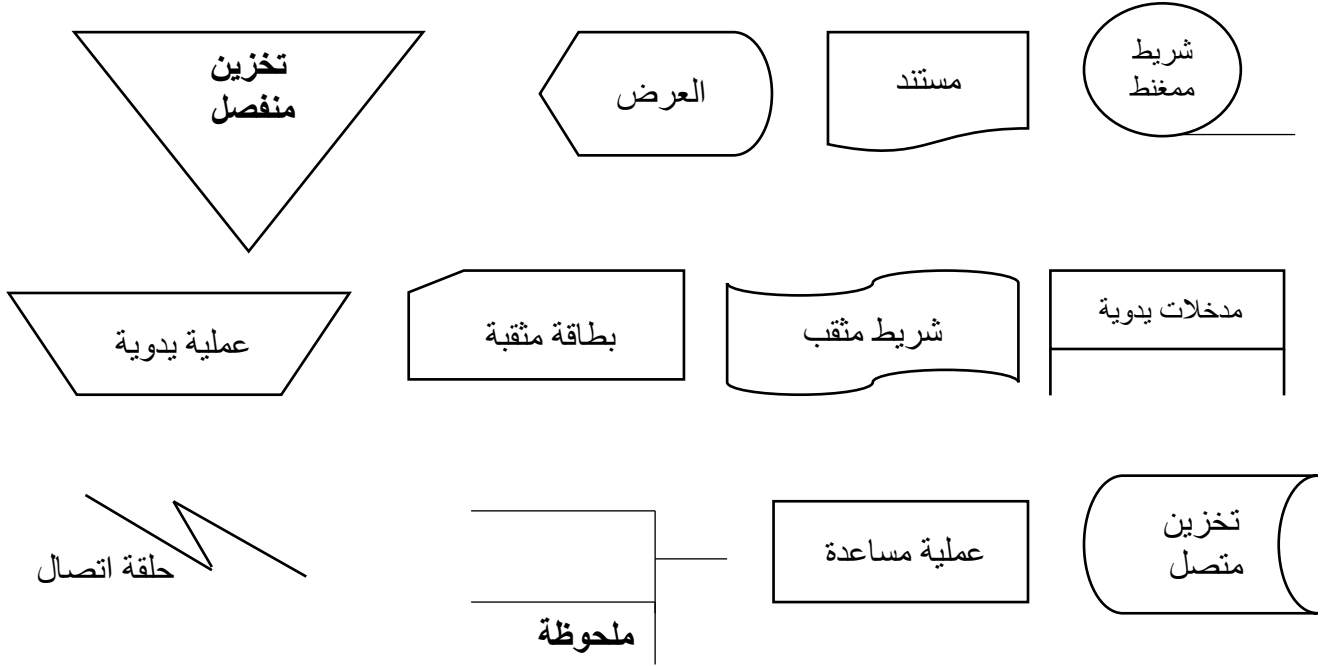 شريط
ممغنط
مستند
العرض
تخزين
منفصل
مدخلات يدوية
شريط مثقب
بطاقة مثقبة
عملية يدوية
تخزين
متصل
عملية مساعدة
ملحوظة
حلقة اتصال